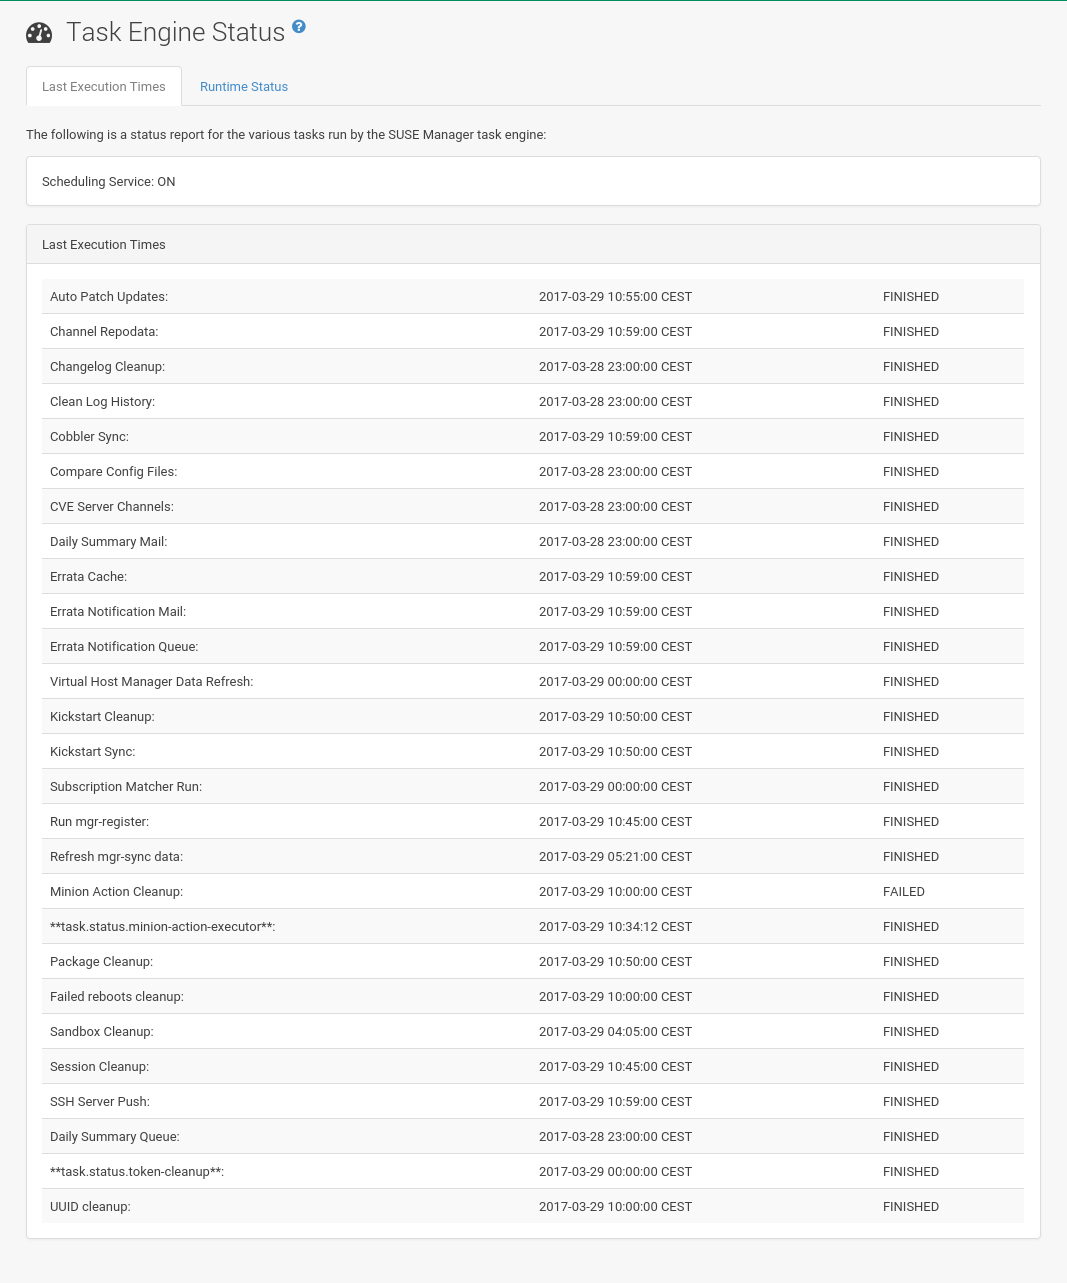 Task Engine Status ?
Last Execution Times Runtime Status
The following is a status report for the various tasks run by the SUSE Manager task engine:
Scheduling Service: ON
Last Execution Times
Auto Patch Updates: 2017-03-29 10:55:00 CEST FINISHED
Channel Repodata: 2017-03-29 10:59:00 CEST FINISHED
Changelog Cleanup: 2017-03-28 23:00:00 CEST FINISHED
Clean Log History: 2017-03-28 23:00:00 CEST FINISHED
Cobbler Sync: 2017-03-29 10:59:00 CEST FINISHED
Compare Config Files: 2017-03-28 23:00:00 CEST FINISHED
CVE Server Channels: 2017-03-28 23:00:00 CEST FINISHED
Daily Summary Mail: 2017-03-28 23:00:00 CEST FINISHED
Errata Cache: 2017-03-29 10:59:00 CEST FINISHED
Errata Notification Mail: 2017-03-29 10:59:00 CEST FINISHED
Errata Notification Queue: 2017-03-29 10:59:00 CEST FINISHED
Virtual Host Manager Data Refresh: 2017-03-29 00:00:00 CEST FINISHED
Kickstart Cleanup: 2017-03-29 10:50:00 CEST FINISHED
Kickstart Sync: 2017-03-29 10:50:00 CEST FINISHED
Subscription Matcher Run: 2017-03-29 00:00:00 CEST FINISHED
Run mgr-register: 2017-03-29 10:45:00 CEST FINISHED
Refresh mgr-sync data: 2017-03-29 05:21:00 CEST FINISHED
Minion Action Cleanup: 2017-03-29 10:00:00 CEST FAILED
**task.status.minion-action-executor**: 2017-03-29 10:34:12 CEST FINISHED
Package Cleanup: 2017-03-29 10:50:00 CEST FINISHED
Failed reboots cleanup: 2017-03-29 10:00:00 CEST FINISHED
Sandbox Cleanup: 2017-03-29 04:05:00 CEST FINISHED
Session Cleanup: 2017-03-29 10:45:00 CEST FINISHED
SSH Server Push: 2017-03-29 10:59:00 CEST FINISHED
Daily Summary Queue: 2017-03-28 23:00:00 CEST FINISHED
**task.status.token-cleanup**: 2017-03-29 00:00:00 CEST FINISHED
UUID cleanup: 2017-03-29 10:00:00 CEST FINISHED